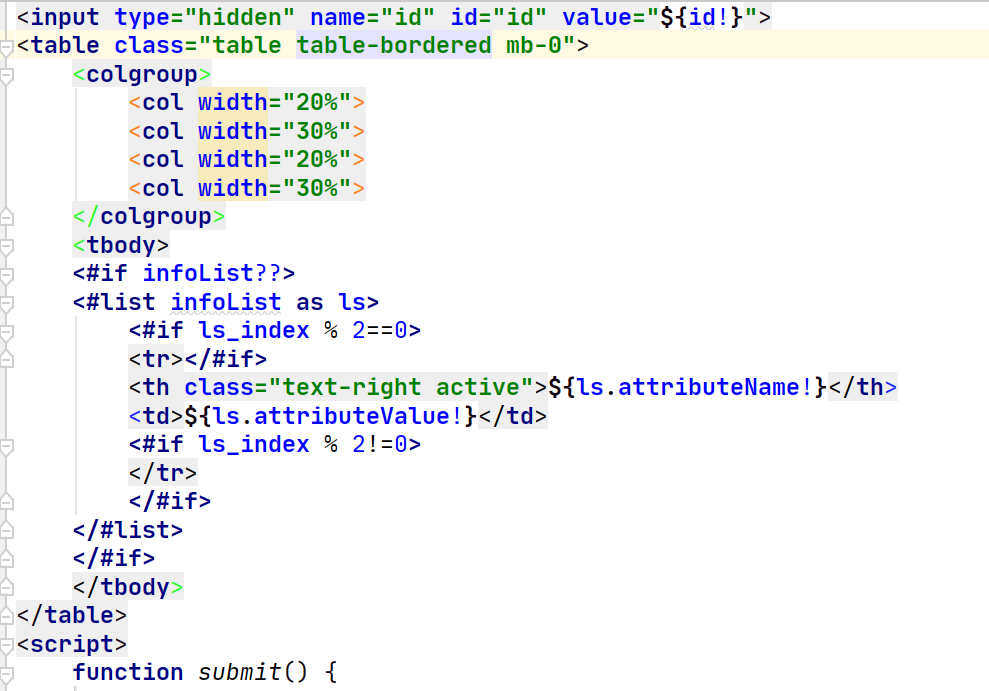 <input type="hidden" name="id" id="id" value="${id!}">
<table class="table table-bordered mb-0">
<colgroup>
<col width="20%">
<col width="30%">
<col width="20%">
<col width="30%">
</colgroup>
<tbody>
<#if infoList??>
<#list infoList as ls>
<#if ls_index % 2==0>
<tr></#if>
<th class="text-right active">${ls.attributeName!}</th>
<td>${ls.attributeValue!}</td>
<#if ls_index % 2!=0>
</tr>
</#if>
</#list>
</#if>
</tbody>
</table>
<script>
function submit() {